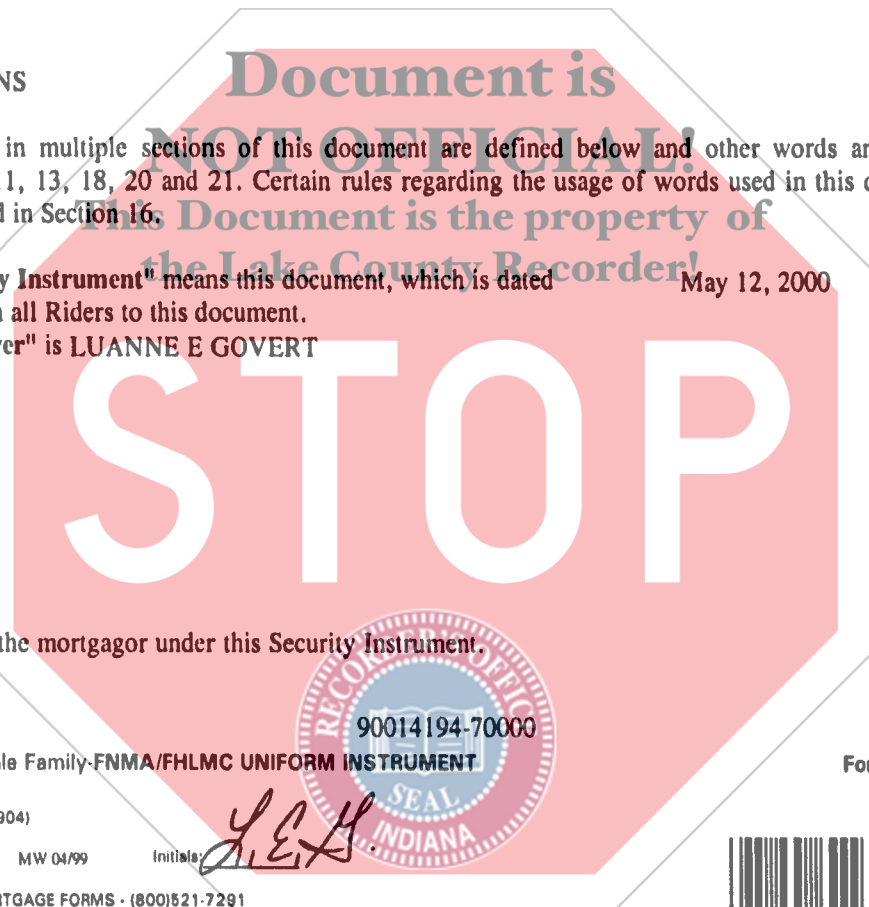 NS
Document is
NOT OFFICIAL!
This Document is the property of
the Lake County Recorder!
in multiple sections of this document are defined below and other words ar
11, 13, 18, 20 and 21. Certain rules regarding the usage of words used in this d
d in Section 16.
y Instrument" means this document, which is dated May 12, 2000
all Riders to this document.
er" is LUANNE E GOVERT
STOP
the mortgagor under this Security Instrument.
RECORDER'S OFFIC
SEAL
INDIANA
90014194-70000
le Family-FNMA/FHLMC UNIFORM INSTRUMENT For
904)
MW 04/99 Initials: L.E.G.
RTGAGE FORMS - (800)521-7291